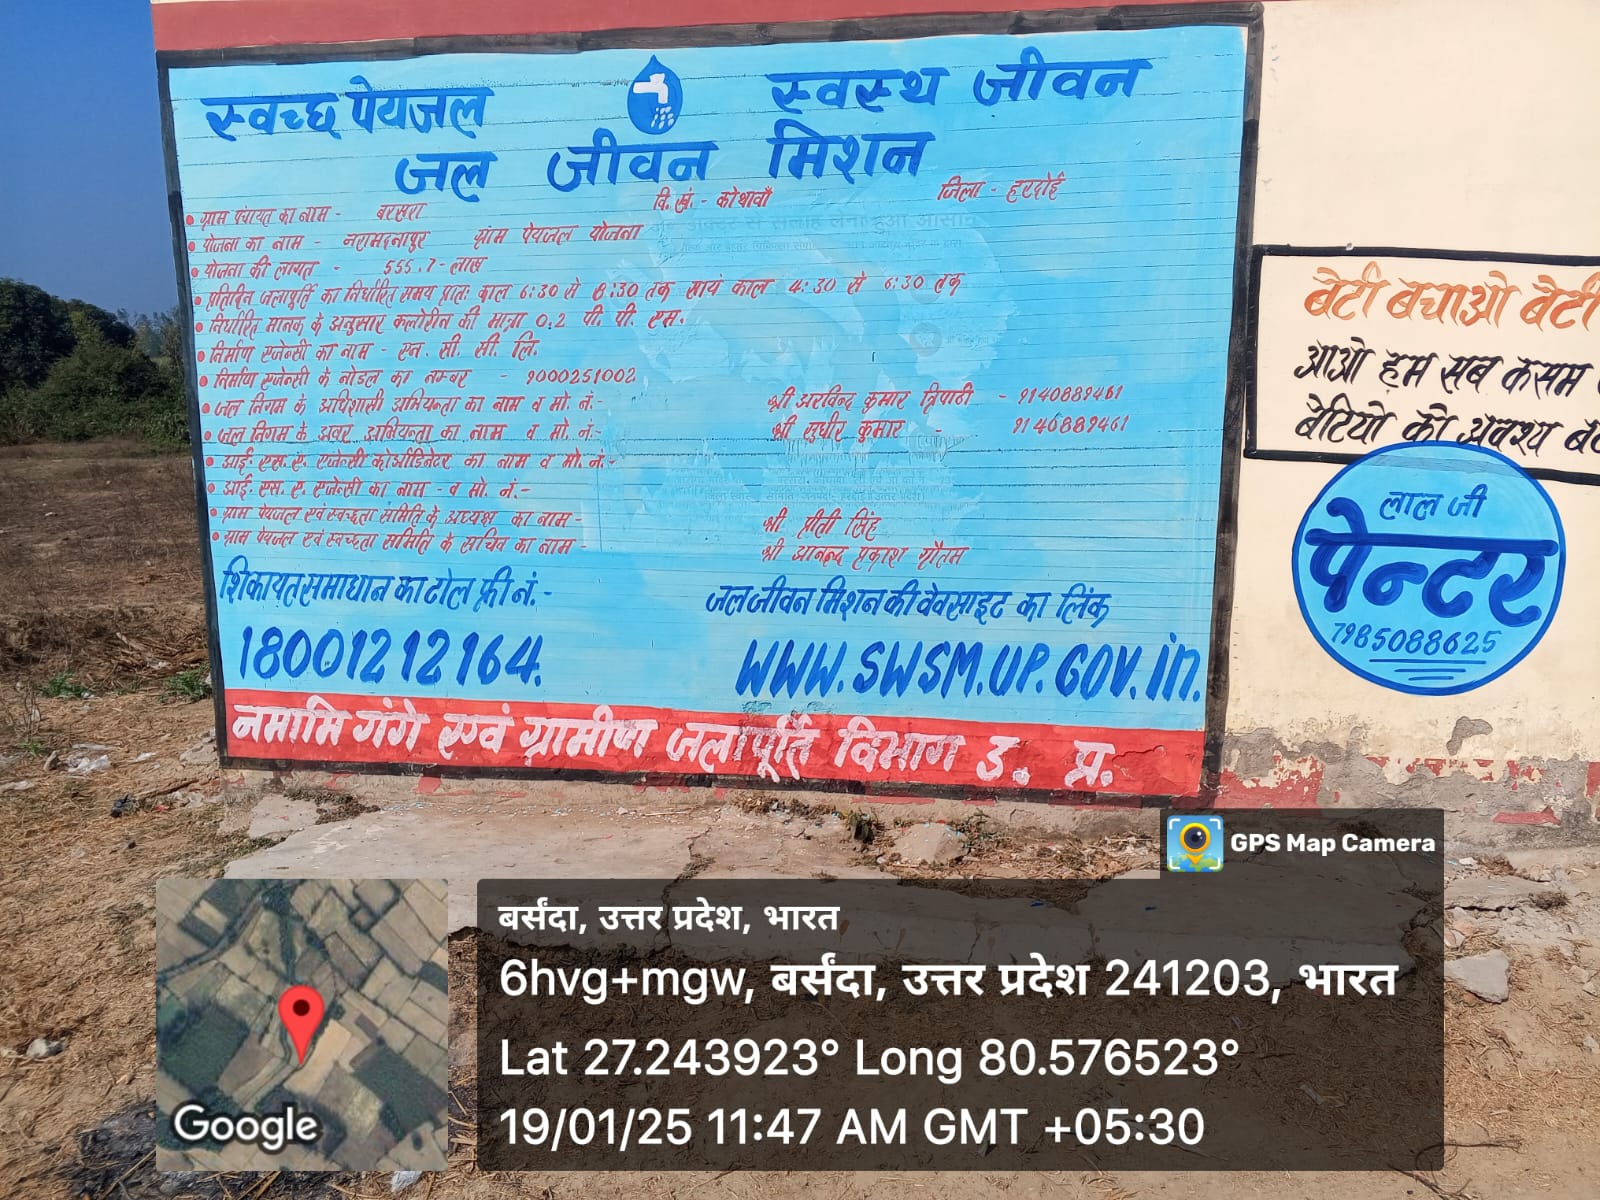 स्वच्छ पेयजल स्वस्थ जीवन
जल जीवन मिशन
• ग्राम पंचायत का नाम - बरसरा वि. खं. - कोथावाँ जिला - हरदोई
• योजना का नाम - नरामदनापुर ग्राम पेयजल योजना
• योजना की लागत - 555.7 - लाख
• प्रतिदिन जलापूर्ति का निर्धारित समय प्रातः काल 6:30 से 8:30 तक सायं काल 4:30 से 6:30 तक
• निर्धारित मानक के अनुसार क्लोरीन की मात्रा 0.2 पी. पी. एम.
• निर्माण एजेन्सी का नाम - एन. सी. सी. लि.
• निर्माण एजेन्सी के नोडल का नम्बर - 9000251002
• जल निगम के अधिशासी अभियन्ता का नाम व मो. नं:- श्री अरविन्द कुमार त्रिपाठी - 9140889461
• जल निगम के अवर अभियन्ता का नाम व मो. नं:- श्री सुधीर कुमार - 9140889461
• आई. एस. ए. एजेन्सी कोऑर्डिनेटर का नाम व मो. नं:-
• आई. एस. ए. एजेन्सी का नाम - व मो. नं.-
• ग्राम पेयजल एवं स्वच्छता समिति के अध्यक्ष का नाम - श्री प्रीती सिंह
• ग्राम पेयजल एवं स्वच्छता समिति के सचिव का नाम - श्री आनन्द प्रकाश गौतम
शिकायत समाधान का टोल फ्री नं.- जल जीवन मिशन की वेवसाइट का लिंक
18001212164. WWW.SWSM.UP.GOV.in.
नमामि गंगे एवं ग्रामीण जलापूर्ति विभाग उ. प्र.
बेटी बचाओ बेटी
आओ हम सब कसम
बेटियो को अवश्य
लाल जी
पेन्टर
7985088625
GPS Map Camera
बर्संदा, उत्तर प्रदेश, भारत
6hvg+mgw, बर्संदा, उत्तर प्रदेश 241203, भारत
Lat 27.243923° Long 80.576523°
19/01/25 11:47 AM GMT +05:30
Google